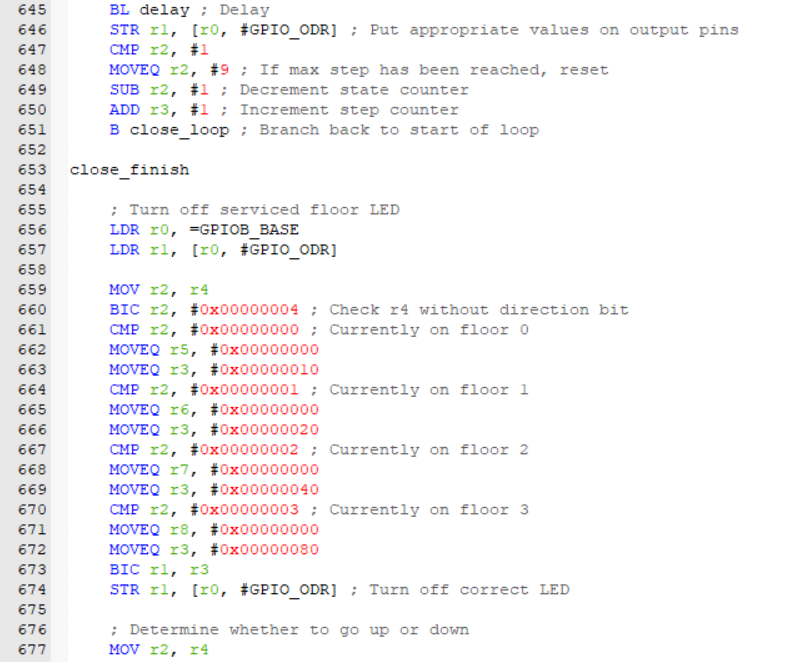 645 BL delay ; Delay
646 STR r1, [r0, #GPIO_ODR] ; Put appropriate values on output pins
647 CMP r2, #1
648 MOVEQ r2, #9 ; If max step has been reached, reset
649 SUB r2, #1 ; Decrement state counter
650 ADD r3, #1 ; Increment step counter
651 B close_loop ; Branch back to start of loop
652
653 close_finish
654
655 ; Turn off serviced floor LED
656 LDR r0, =GPIOB_BASE
657 LDR r1, [r0, #GPIO_ODR]
658
659 MOV r2, r4
660 BIC r2, #0x00000004 ; Check r4 without direction bit
661 CMP r2, #0x00000000 ; Currently on floor 0
662 MOVEQ r5, #0x00000000
663 MOVEQ r3, #0x00000010
664 CMP r2, #0x00000001 ; Currently on floor 1
665 MOVEQ r6, #0x00000000
666 MOVEQ r3, #0x00000020
667 CMP r2, #0x00000002 ; Currently on floor 2
668 MOVEQ r7, #0x00000000
669 MOVEQ r3, #0x00000040
670 CMP r2, #0x00000003 ; Currently on floor 3
671 MOVEQ r8, #0x00000000
672 MOVEQ r3, #0x00000080
673 BIC r1, r3
674 STR r1, [r0, #GPIO_ODR] ; Turn off correct LED
675
676 ; Determine whether to go up or down
677 MOV r2, r4